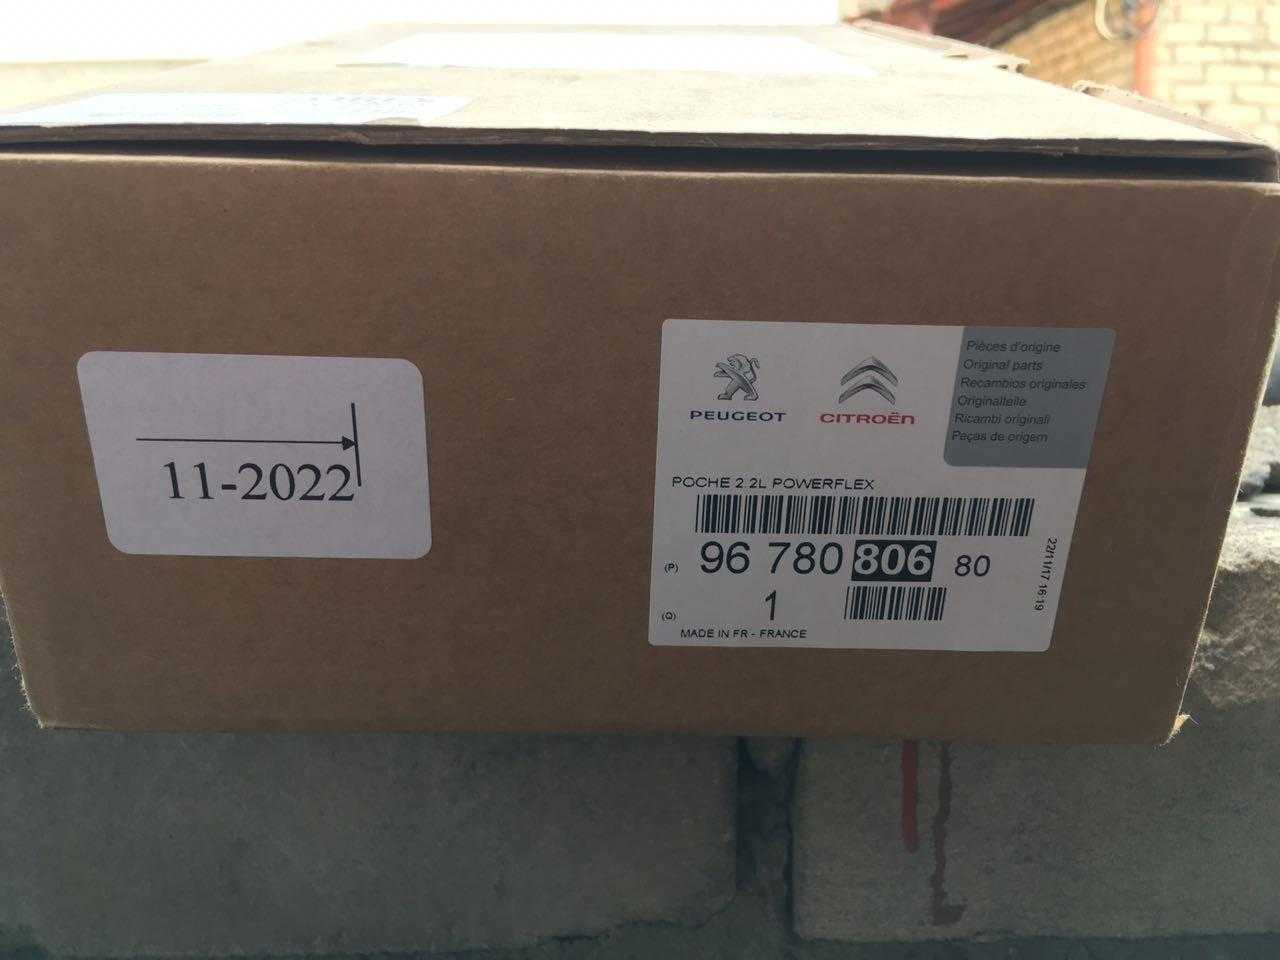 11-2022
PEUGEOT
CITROËN
Pièces d'origine
Original parts
Recambios originales
Originalteile
Ricambi originali
Peças de origem
POCHE 2.2L POWERFLEX
(P) 96 780 806 80
(Q) 1
MADE IN FR - FRANCE
22/11/17 16:19